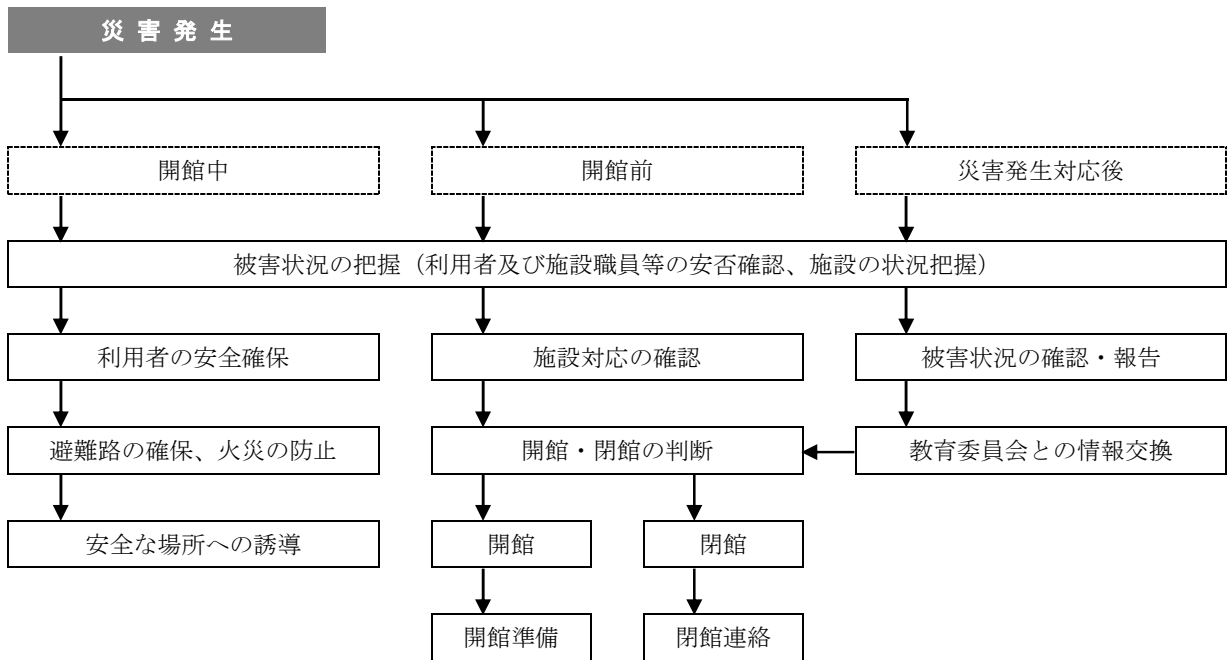 災害発生
開館中
開館前
災害発生対応後
被害状況の把握（利用者及び施設職員等の安否確認、施設の状況把握）
利用者の安全確保
施設対応の確認
被害状況の確認・報告
避難路の確保、火災の防止
開館・閉館の判断
教育委員会との情報交換
安全な場所への誘導
開館
閉館
開館準備
閉館連絡